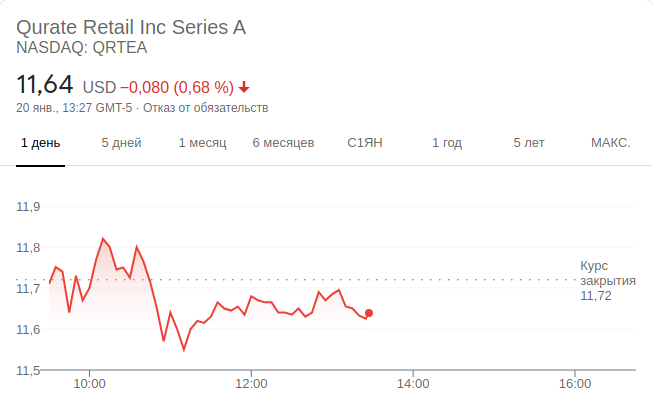 Qurate Retail Inc Series A
NASDAQ: QRTEA
11,64 USD −0,080 (0,68 %)
20 янв., 13:27 GMT-5 · Отказ от обязательств
1 день 5 дней 1 месяц 6 месяцев С1ЯН 1 год 5 лет МАКС.
11,9
11,8
Курс
закрытия
11,72
11,7
11,6
11,5
10:00 12:00 14:00 16:00